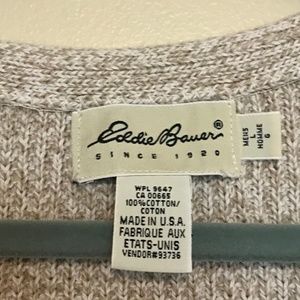 Eddie Bauer®
SINCE 1920
MENS
L
HOMME
G
WPL 9647
CA 00665
100%COTTON/
COTON
MADE IN U.S.A.
FABRIQUE AUX
ETATS-UNIS
VENDOR#93736